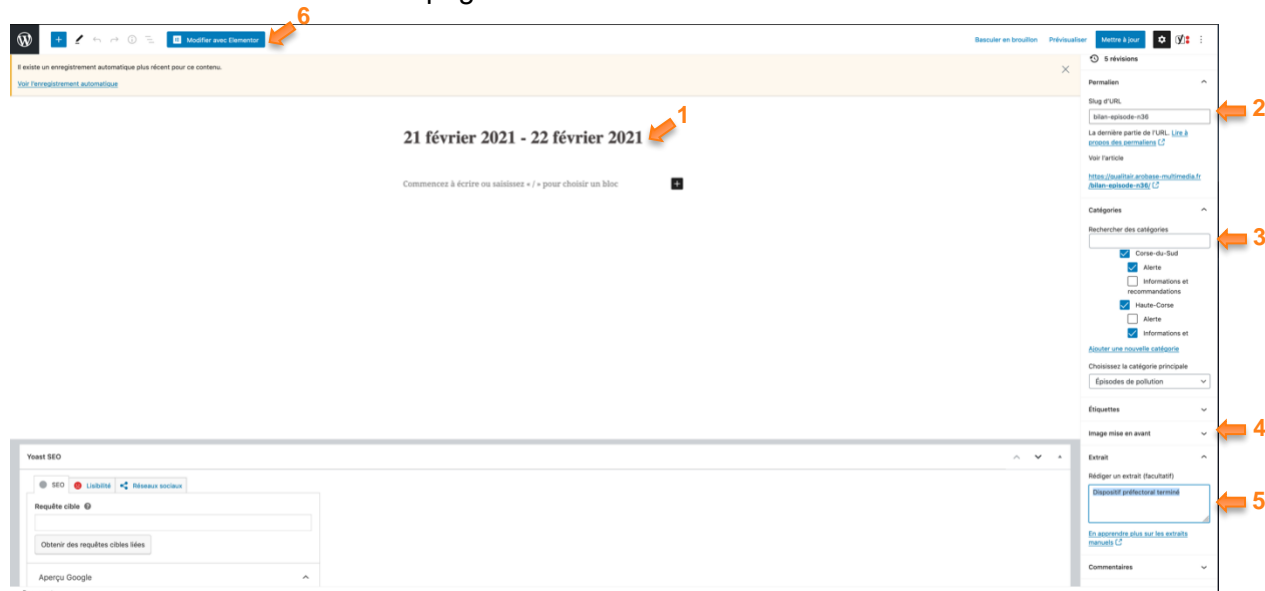 6
Modifier avec Elementor
Basculer en brouillon Prévisualiser Mettre à jour
Il existe un enregistrement automatique plus récent pour ce contenu.
Voir l'enregistrement automatique
5 révisions
Permalien
1
21 février 2021 - 22 février 2021
Commencez à écrire ou saisissez « / » pour choisir un bloc
Slug d'URL
2
bilan-episode-n36
La dernière partie de l'URL. Lire à
propos des permaliens
Voir l'article
https://qualitair.arobase-multimedia.fr
/bilan-episode-n36/
Catégories
Rechercher des catégories
3
Corse-du-Sud
Alerte
Informations et
recommandations
Haute-Corse
Alerte
Informations et
Ajouter une nouvelle catégorie
Choisissez la catégorie principale
Épisodes de pollution
Étiquettes
Image mise en avant
4
Extrait
Rédiger un extrait (facultatif)
Dispositif préfectoral terminé
5
En apprendre plus sur les extraits
manuels
Commentaires
Yoast SEO
SEO Lisibilité Réseaux sociaux
Requête cible
Obtenir des requêtes cibles liées
Aperçu Google